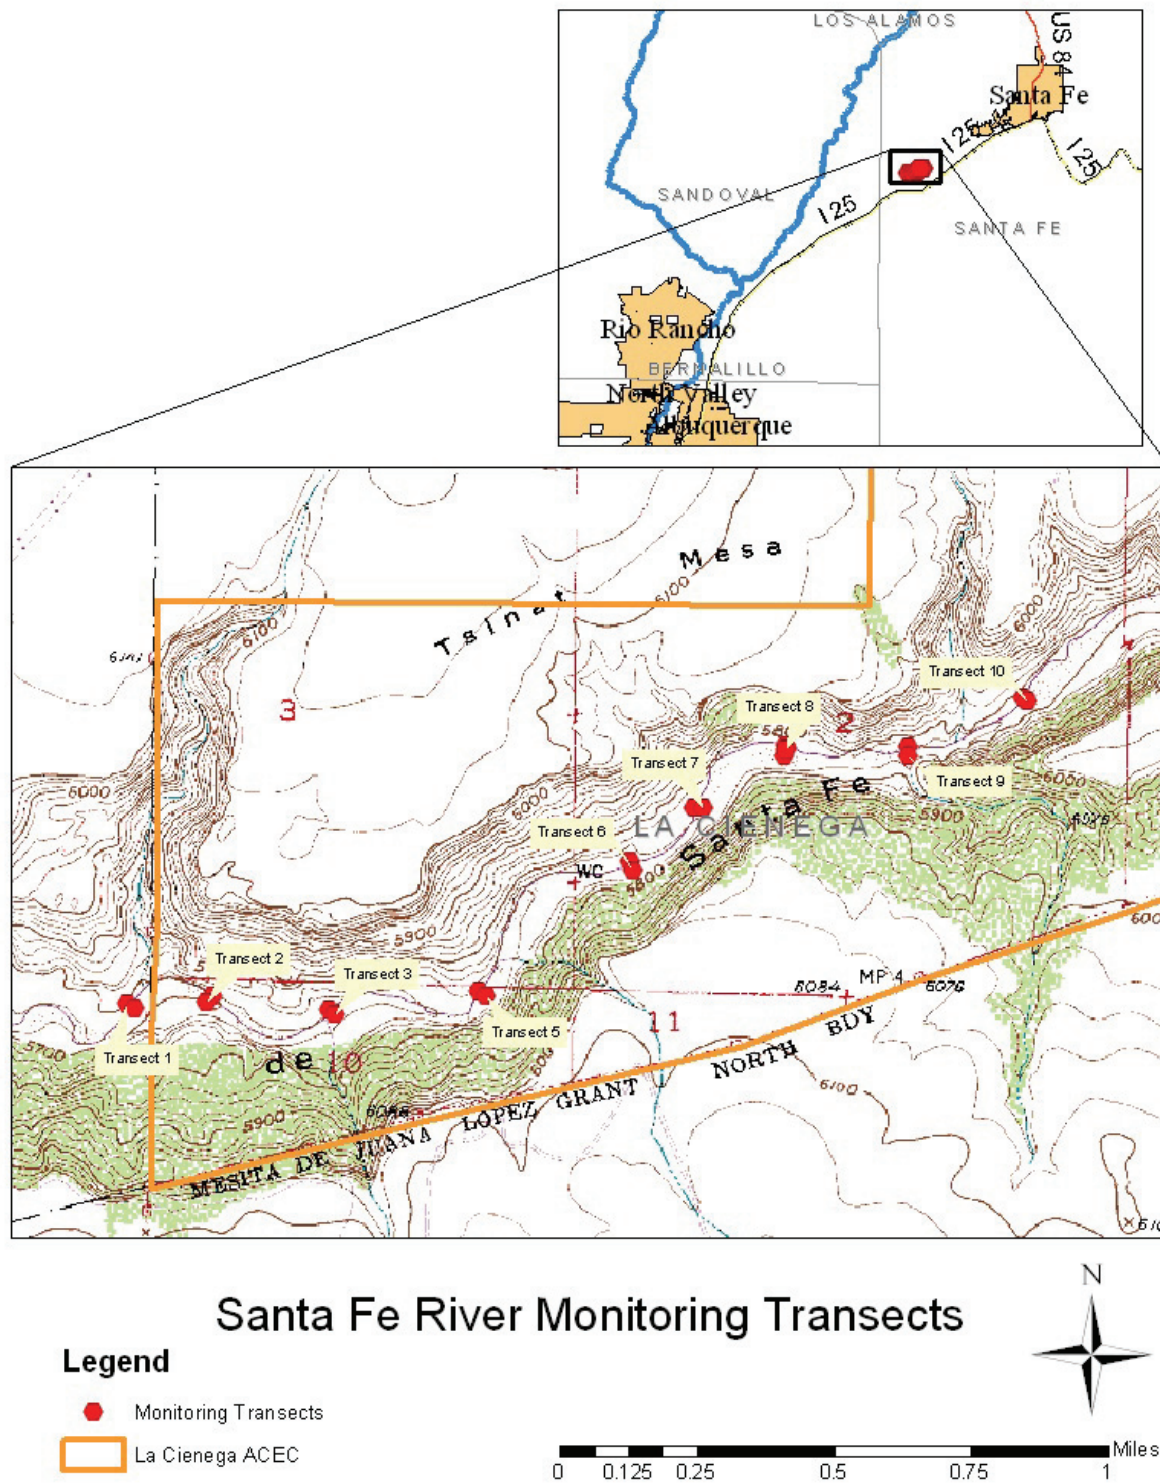 LOS ALAMOS
US 84
Santa Fe
I25
I25
SANDOVAL
I25
SANTA FE
Rio Rancho
BERNALILLO
North Valley
Albuquerque
Mesa
Tsinat
6100
6100
6000
Transect 10
3
Transect 8
2
Transect 7
Transect 9
6000
6000
Santa Fe
5900
Transect 6
LA CIENEGA
WC
5800
5900
Transect 2
Transect 3
MP 4
6084
6076
Transect 5
11
Transect 1
5700
de
10
NORTH BDY
6100
5900
MESITA DE JUANA LOPEZ GRANT
Santa Fe River Monitoring Transects
N
Legend
Monitoring Transects
La Cienega ACEC
Miles
0 0.125 0.25 0.5 0.75 1